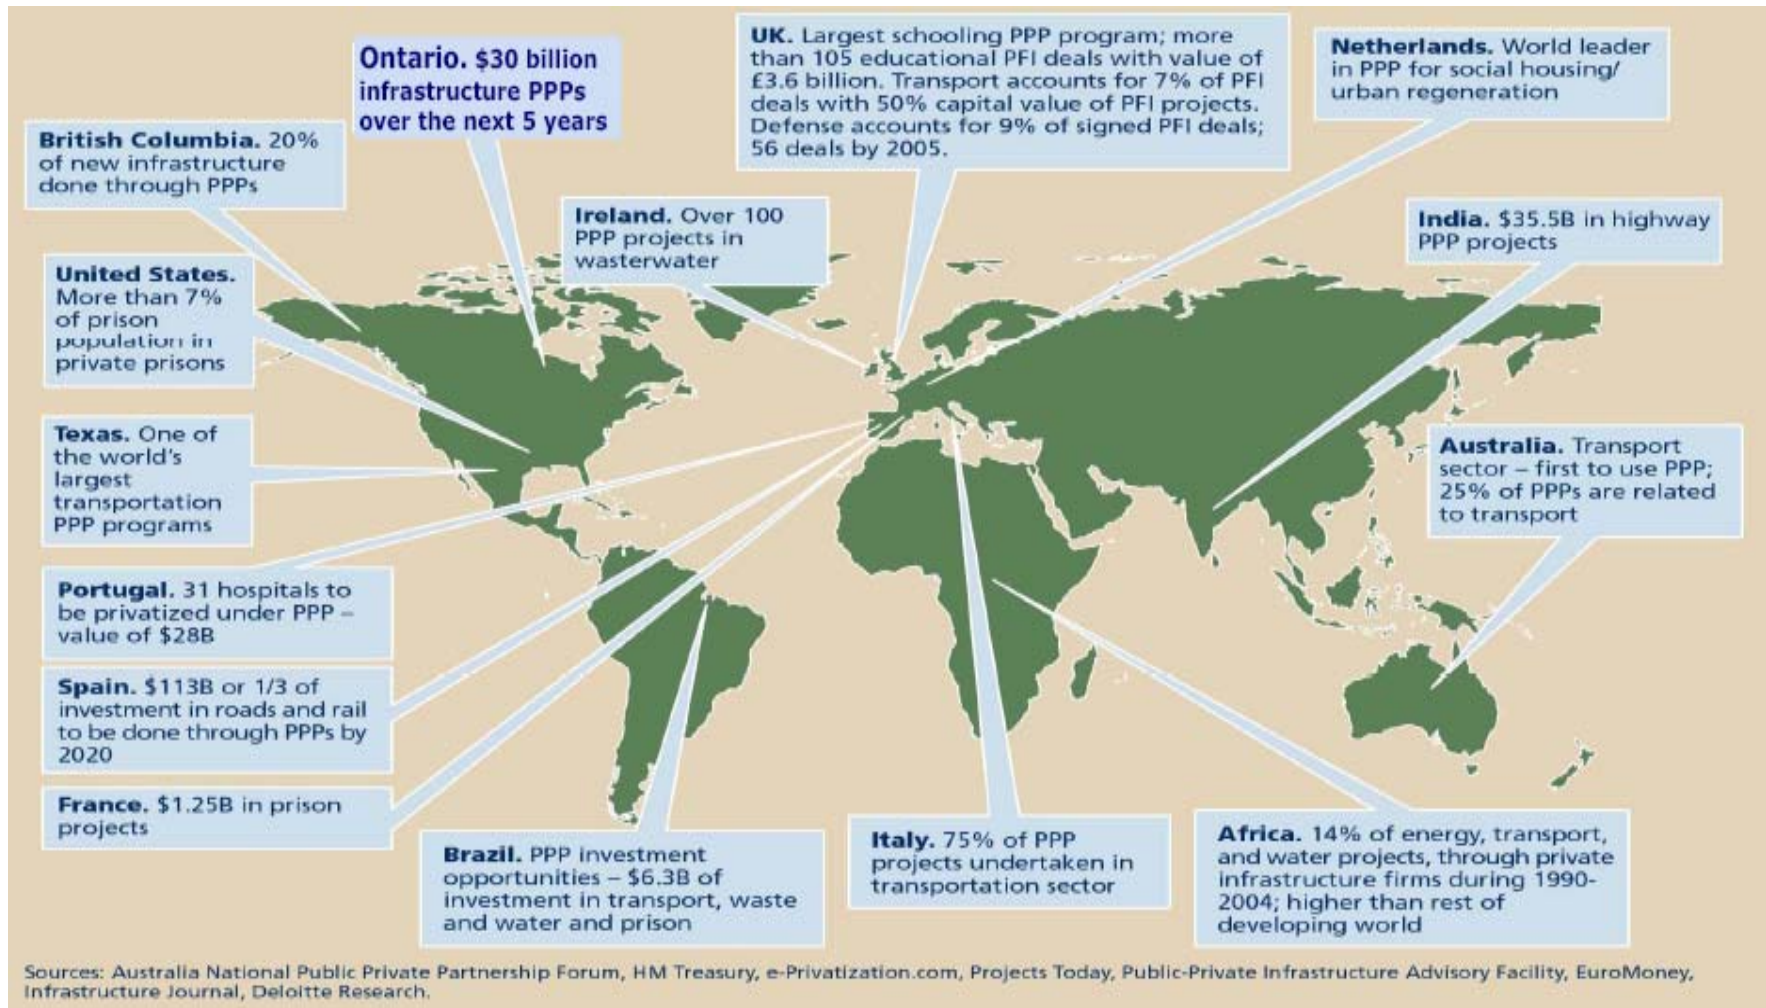 Ontario. $30 billion
infrastructure PPPs
over the next 5 years
UK. Largest schooling PPP program; more
than 105 educational PFI deals with value of
£3.6 billion. Transport accounts for 7% of PFI
deals with 50% capital value of PFI projects.
Defense accounts for 9% of signed PFI deals;
56 deals by 2005.
Netherlands. World leader
in PPP for social housing/
urban regeneration
British Columbia. 20%
of new infrastructure
done through PPPs
Ireland. Over 100
PPP projects in
wasterwater
India. $35.5B in highway
PPP projects
United States.
More than 7%
of prison
population in
private prisons
Texas. One of
the world's
largest
transportation
PPP programs
Australia. Transport
sector – first to use PPP;
25% of PPPs are related
to transport
Portugal. 31 hospitals to
be privatized under PPP –
value of $28B
Spain. $113B or 1/3 of
investment in roads and rail
to be done through PPPs by
2020
France. $1.25B in prison
projects
Brazil. PPP investment
opportunities – $6.3B of
investment in transport, waste
and water and prison
Italy. 75% of PPP
projects undertaken in
transportation sector
Africa. 14% of energy, transport,
and water projects, through private
infrastructure firms during 1990-
2004; higher than rest of
developing world
Sources: Australia National Public Private Partnership Forum, HM Treasury, e-Privatization.com, Projects Today, Public-Private Infrastructure Advisory Facility, EuroMoney,
Infrastructure Journal, Deloitte Research.